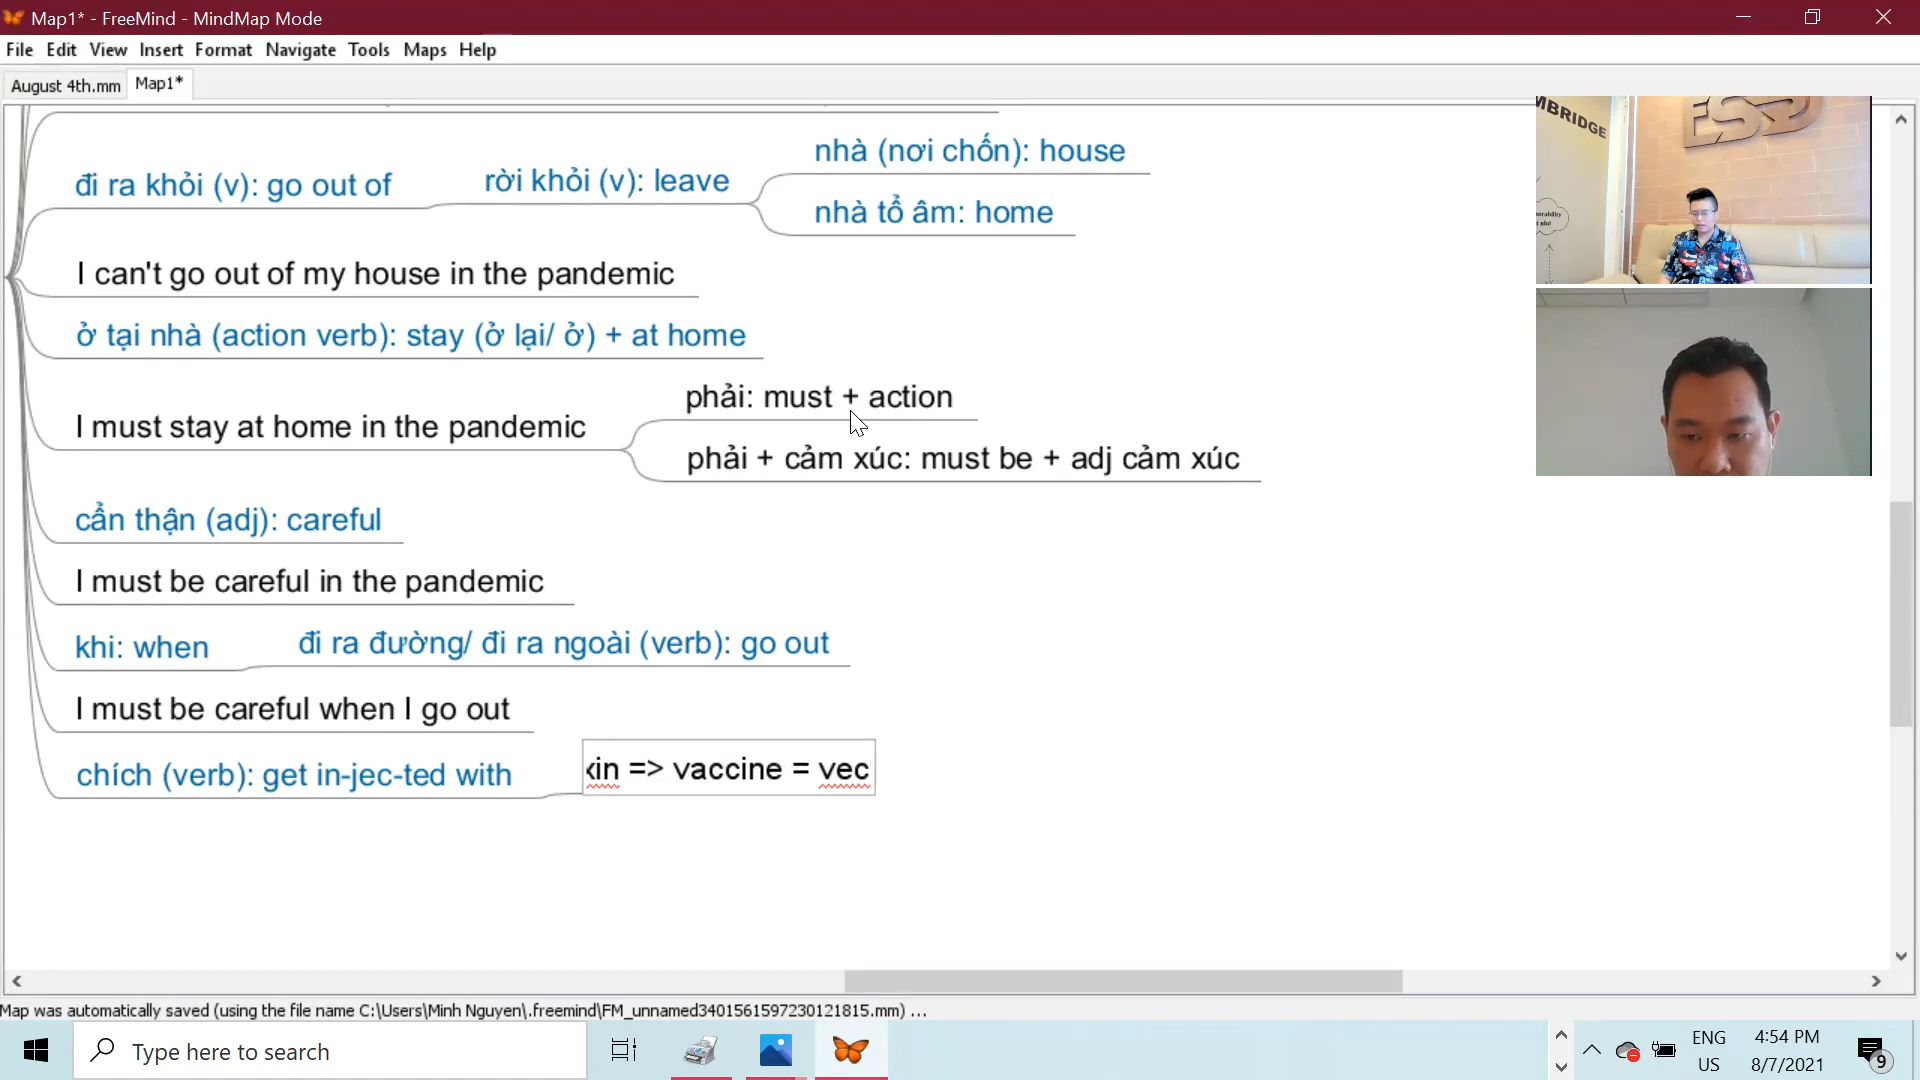 Map1* - FreeMind - MindMap Mode
File Edit View Insert Format Navigate Tools Maps Help
August 4th.mm Map1*
nhà (nơi chốn): house
đi ra khỏi (v): go out of rời khỏi (v): leave
nhà tổ âm: home
I can't go out of my house in the pandemic
ở tại nhà (action verb): stay (ở lại/ ở) + at home
phải: must + action
I must stay at home in the pandemic
phải + cảm xúc: must be + adj cảm xúc
cẩn thận (adj): careful
I must be careful in the pandemic
khi: when đi ra đường/ đi ra ngoài (verb): go out
I must be careful when I go out
chích (verb): get in-jec-ted with xin => vaccine = vec
MBRIDGE
ESD
Map was automatically saved (using the file name C:\Users\Minh Nguyen\.freemind\FM_unnamed3401561597230121815.mm) ...
Type here to search
ENG
US
4:54 PM
8/7/2021
9